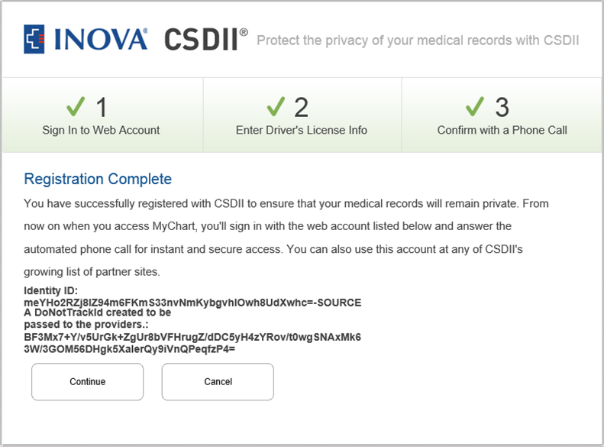 INOVA® CSDII® Protect the privacy of your medical records with CSDII
1 2 3
Sign In to Web Account Enter Driver's License Info Confirm with a Phone Call
Registration Complete
You have successfully registered with CSDII to ensure that your medical records will remain private. From
now on when you access MyChart, you'll sign in with the web account listed below and answer the
automated phone call for instant and secure access. You can also use this account at any of CSDII's
growing list of partner sites.
Identity ID:
meYHo2RZj8lZ94m6FKmS33nvNmKybgvhlOwh8UdXwhc=-SOURCE
A DoNotTrackId created to be
passed to the providers.:
BF3Mx7+Y/v5UrGk+ZgUr8bVFHrugZ/dDC5yH4zYRov/t0wgSNAxMk6
3W/3GOM56DHgk5XalerQy9iVnQPeqfzP4=
Continue Cancel